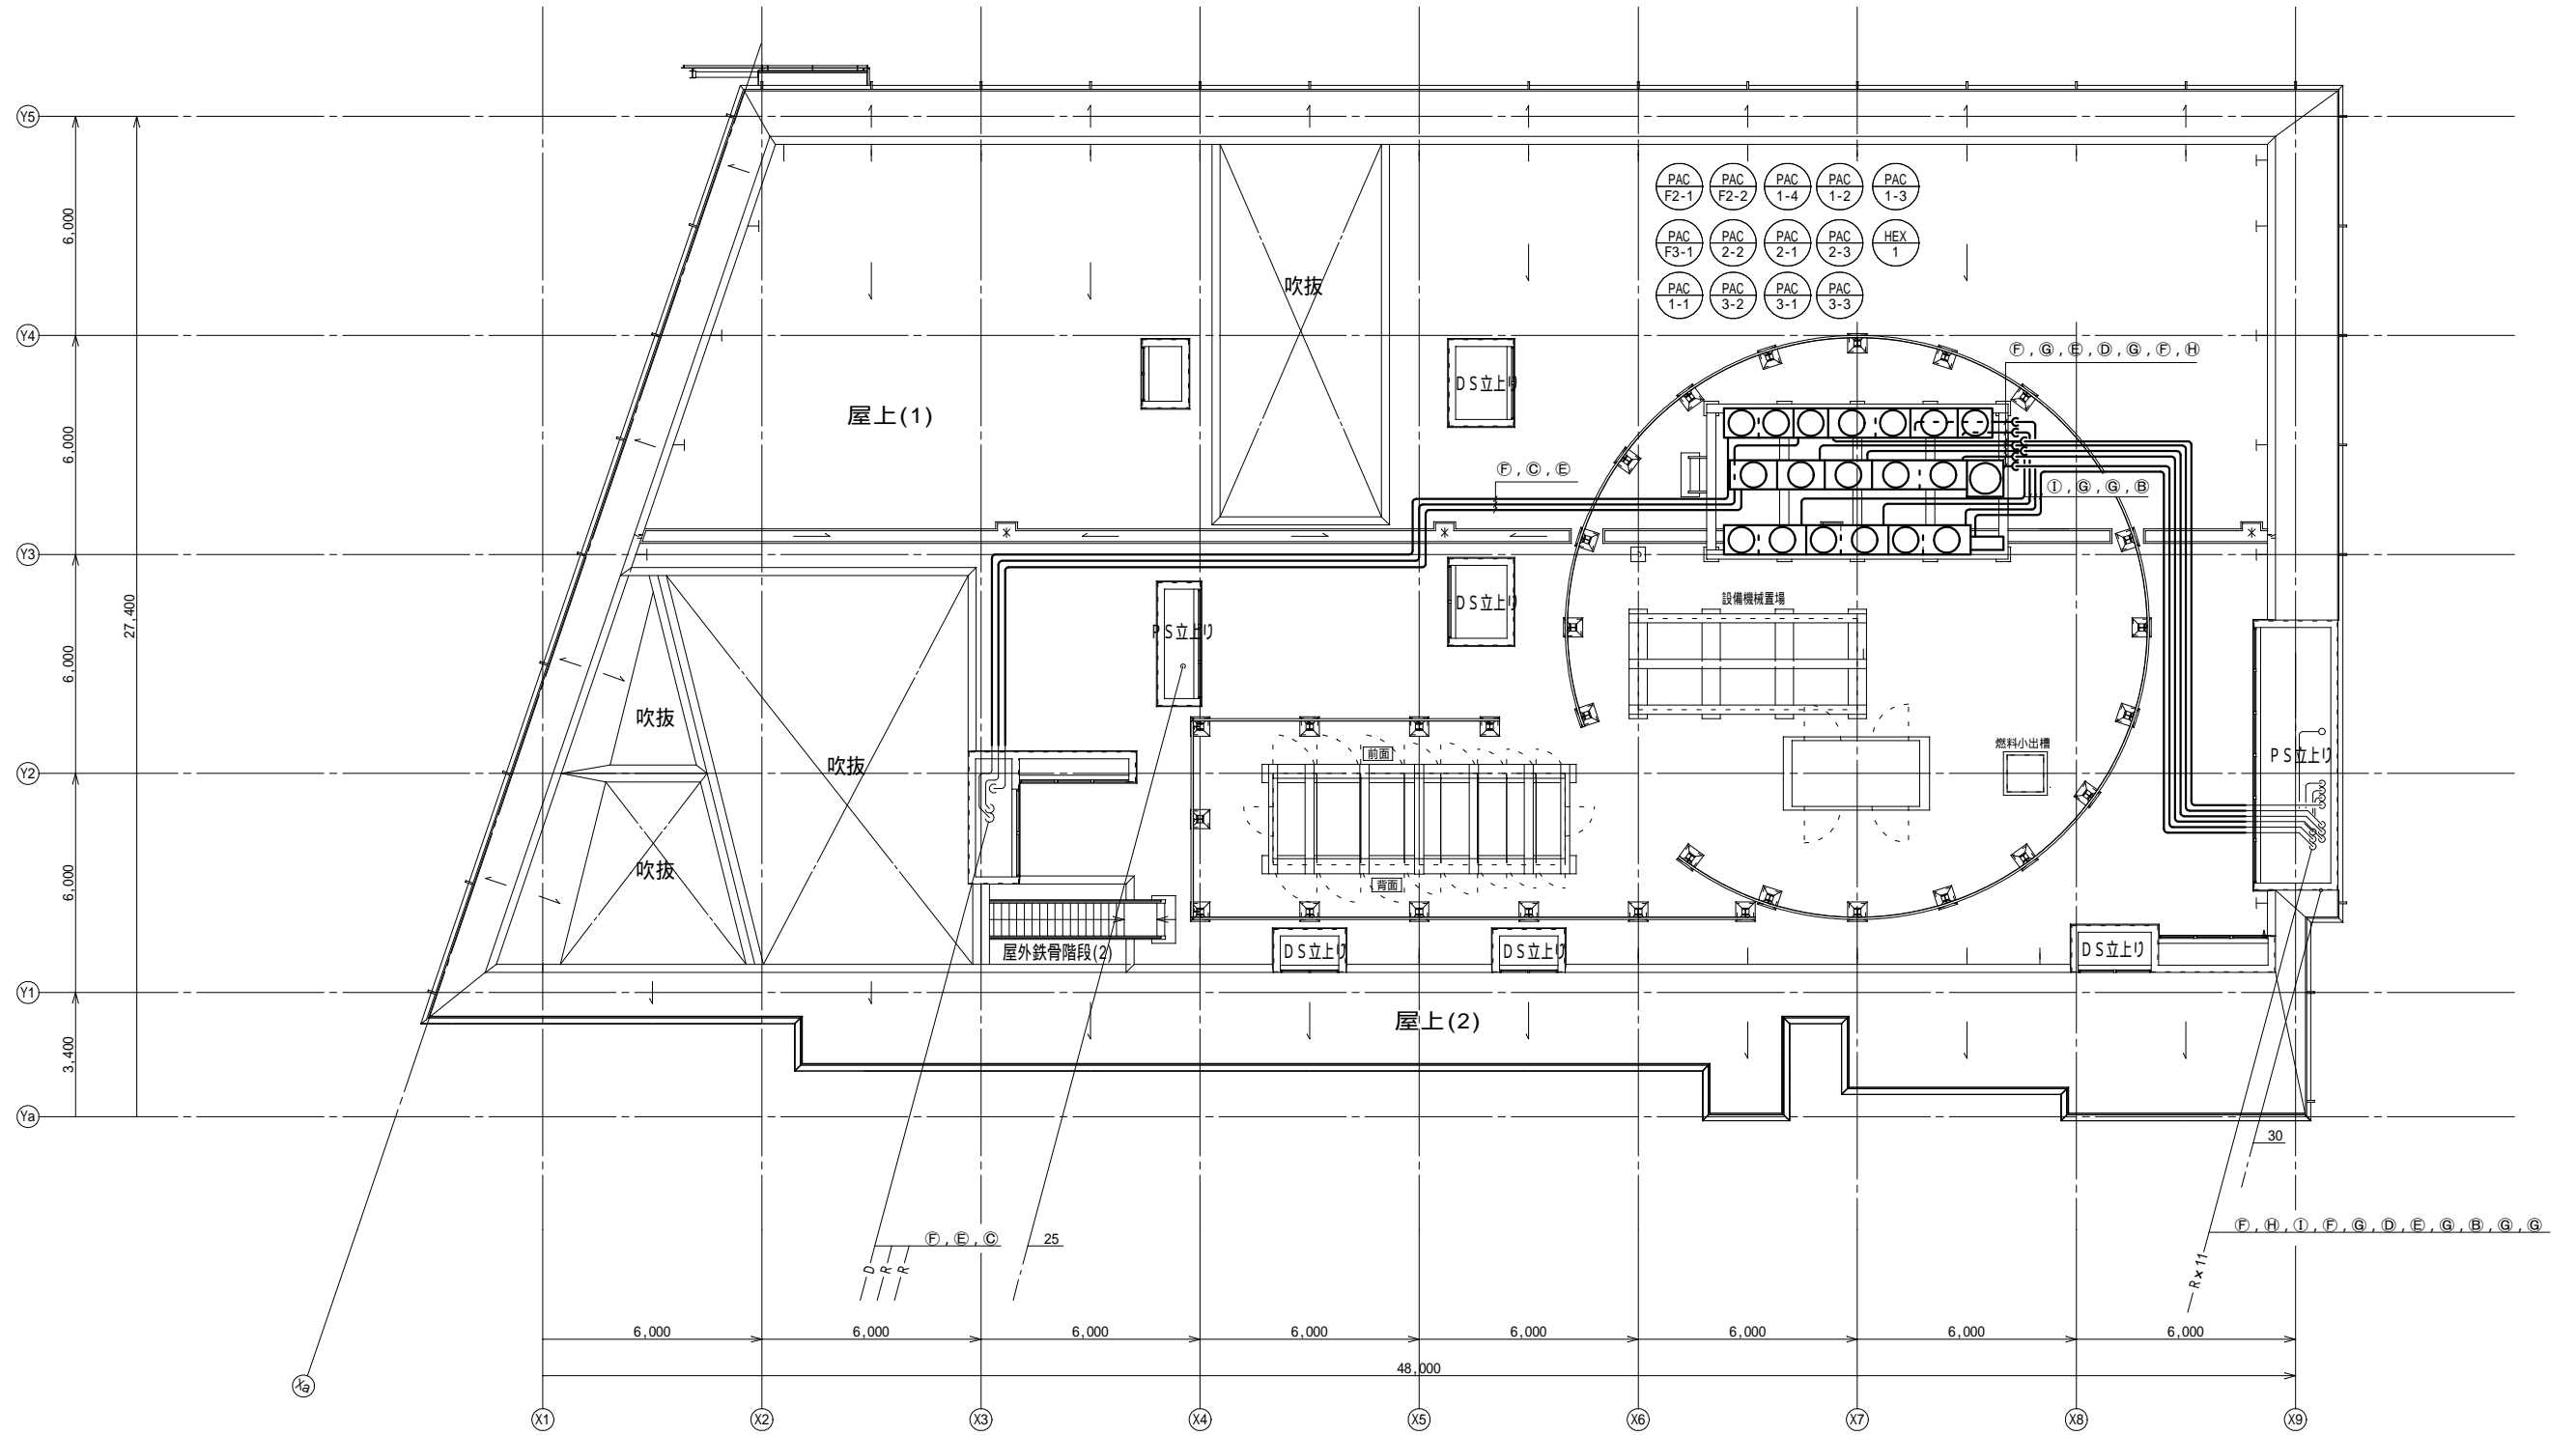 Y5
Y4
Y3
Y2
Y1
Ya
6,000
6,000
6,000
6,000
3,400
27,400
PAC F2-1
PAC F2-2
PAC 1-4
PAC 1-2
PAC 1-3
PAC F3-1
PAC 2-2
PAC 2-1
PAC 2-3
HEX 1
PAC 1-1
PAC 3-2
PAC 3-1
PAC 3-3
吹抜
DS立上り
屋上(1)
Ⓕ,Ⓖ,Ⓔ,Ⓓ,Ⓖ,Ⓕ,Ⓗ
Ⓕ,Ⓒ,Ⓔ
Ⓘ,Ⓖ,Ⓖ,Ⓑ
設備機械置場
DS立上り
PS立上り
吹抜
吹抜
吹抜
前面
背面
燃料小出槽
PS立上り
屋外鉄骨階段(2)
DS立上り
DS立上り
DS立上り
屋上(2)
30
Ⓕ,Ⓔ,Ⓒ
25
Ⓕ,Ⓗ,Ⓘ,Ⓕ,Ⓖ,Ⓓ,Ⓔ,Ⓖ,Ⓑ,Ⓖ,Ⓖ
D
R
R
R×11
6,000
6,000
6,000
6,000
6,000
6,000
6,000
6,000
48,000
Xa
X1
X2
X3
X4
X5
X6
X7
X8
X9